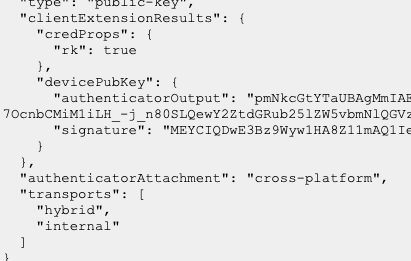 "type": "public-key",
"clientExtensionResults": {
"credProps": {
"rk": true
},
"devicePubKey": {
"authenticatorOutput": "pmNkcGtYTaUBAgMmIAE
7OcnbCMiM1iLH_-j_n80SLQewY2ZtdGRub25lZW5vbmNlQGVz
"signature": "MEYCIQDwE3Bz9Wyw1HA8Z11mAQ1Ie
}
},
"authenticatorAttachment": "cross-platform",
"transports": [
"hybrid",
"internal"
]
}